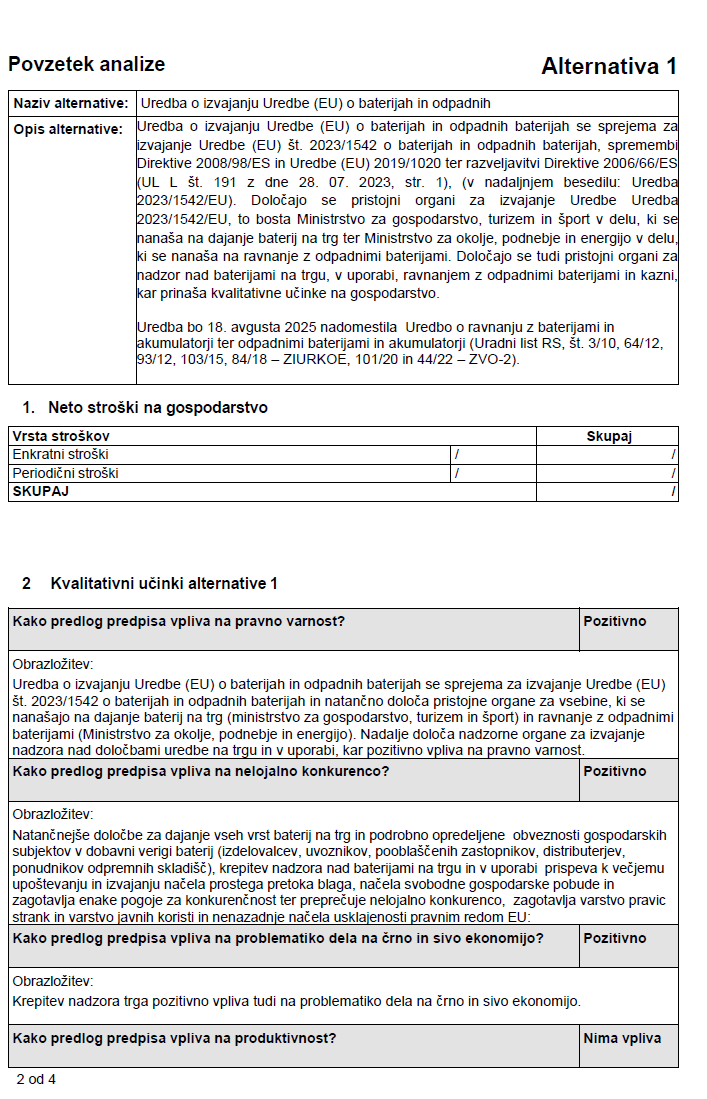 Povzetek analize
Alternativa 1
Naziv alternative: Uredba o izvajanju Uredbe (EU) o baterijah in odpadnih
Opis alternative: Uredba o izvajanju Uredbe (EU) o baterijah in odpadnih baterijah se sprejema za
izvajanje Uredbe (EU) št. 2023/1542 o baterijah in odpadnih baterijah, spremembi
Direktive 2008/98/ES in Uredbe (EU) 2019/1020 ter razveljavitvi Direktive 2006/66/ES
(UL L št. 191 z dne 28. 07. 2023, str. 1), (v nadaljnjem besedilu: Uredba
2023/1542/EU). Določajo se pristojni organi za izvajanje Uredbe Uredba
2023/1542/EU, to bosta Ministrstvo za gospodarstvo, turizem in šport v delu, ki se
nanaša na dajanje baterij na trg ter Ministrstvo za okolje, podnebje in energijo v delu,
ki se nanaša na ravnanje z odpadnimi baterijami. Določajo se tudi pristojni organi za
nadzor nad baterijami na trgu, v uporabi, ravnanjem z odpadnimi baterijami in kazni,
kar prinaša kvalitativne učinke na gospodarstvo.
Uredba bo 18. avgusta 2025 nadomestila Uredbo o ravnanju z baterijami in
akumulatorji ter odpadnimi baterijami in akumulatorji (Uradni list RS, št. 3/10, 64/12,
93/12, 103/15, 84/18 – ZIURKOE, 101/20 in 44/22 – ZVO-2).
1. Neto stroški na gospodarstvo
Vrsta stroškov Skupaj
Enkratni stroški / /
Periodični stroški / /
SKUPAJ /
2 Kvalitativni učinki alternative 1
Kako predlog predpisa vpliva na pravno varnost? Pozitivno
Obrazložitev:
Uredba o izvajanju Uredbe (EU) o baterijah in odpadnih baterijah se sprejema za izvajanje Uredbe (EU)
št. 2023/1542 o baterijah in odpadnih baterijah in natančno določa pristojne organe za vsebine, ki se
nanašajo na dajanje baterij na trg (ministrstvo za gospodarstvo, turizem in šport) in ravnanje z odpadnimi
baterijami (Ministrstvo za okolje, podnebje in energijo). Nadalje določa nadzorne organe za izvajanje
nadzora nad določbami uredbe na trgu in v uporabi, kar pozitivno vpliva na pravno varnost.
Kako predlog predpisa vpliva na nelojalno konkurenco? Pozitivno
Obrazložitev:
Natančnejše določbe za dajanje vseh vrst baterij na trg in podrobno opredeljene obveznosti gospodarskih
subjektov v dobavni verigi baterij (izdelovalcev, uvoznikov, pooblaščenih zastopnikov, distributerjev,
ponudnikov odpremnih skladišč), krepitev nadzora nad baterijami na trgu in v uporabi prispeva k večjemu
upoštevanju in izvajanju načela prostega pretoka blaga, načela svobodne gospodarske pobude in
zagotavlja enake pogoje za konkurenčnost ter preprečuje nelojalno konkurenco, zagotavlja varstvo pravic
strank in varstvo javnih koristi in nenazadnje načela usklajenosti pravnim redom EU:
Kako predlog predpisa vpliva na problematiko dela na črno in sivo ekonomijo? Pozitivno
Obrazložitev:
Krepitev nadzora trga pozitivno vpliva tudi na problematiko dela na črno in sivo ekonomijo.
Kako predlog predpisa vpliva na produktivnost? Nima vpliva
2 od 4